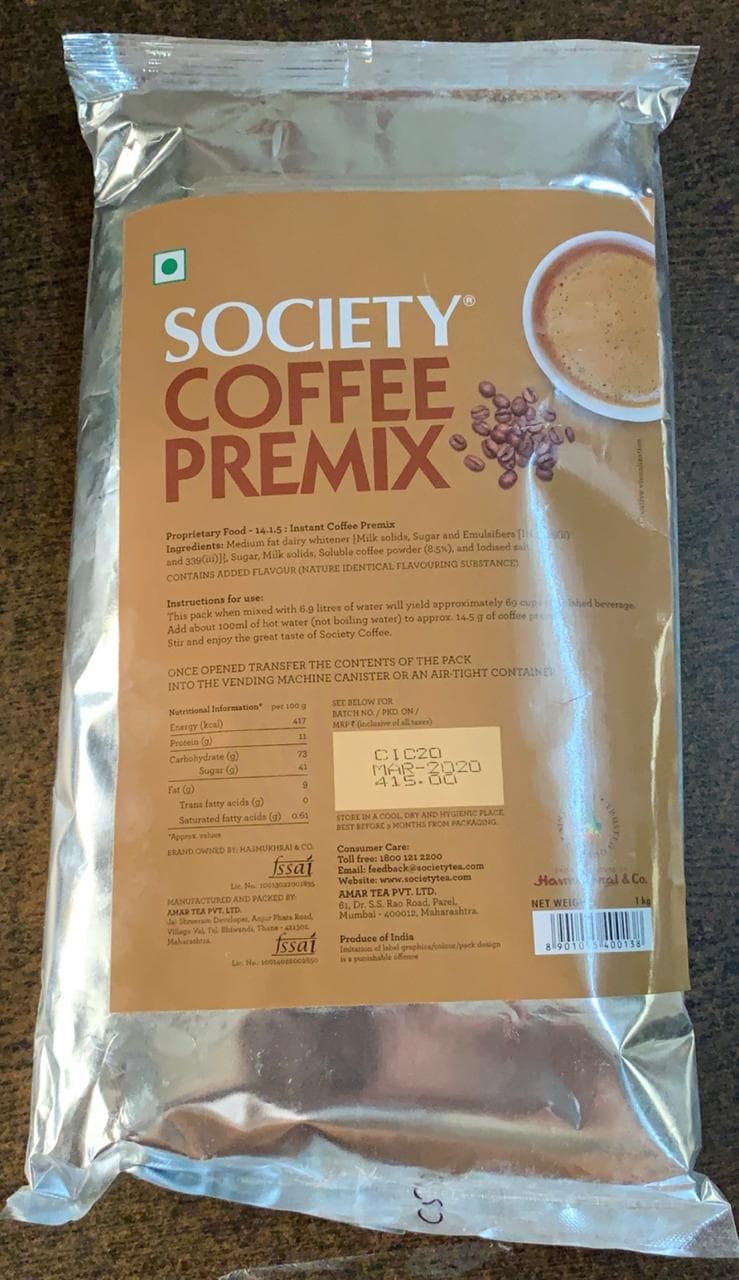 SOCIETY®
COFFEE
PREMIX
Proprietary Food - 14.1.5 : Instant Coffee Premix
Ingredients: Medium fat dairy whitener [Milk solids, Sugar and Emulsifiers
and 339(iii)]{, Sugar, Milk solids, Soluble coffee powder (8.5%), and Iodised salt
CONTAINS ADDED FLAVOUR (NATURE IDENTICAL FLAVOURING SUBSTANCE)
Instructions for use:
This pack when mixed with 6.9 litres of water will yield approximately 69 beverage.
Add about 100ml of hot water (not boiling water) to approx. 14.5 g of coffee
Stir and enjoy the great taste of Society Coffee.
ONCE OPENED TRANSFER THE CONTENTS OF THE PACK
INTO THE VENDING MACHINE CANISTER OR AN AIR-TIGHT CONTAINER
Nutritional Information* per 100 g
Energy (kcal) 417
Protein (g) 11
Carbohydrate (g) 73
Sugar (g) 41
Fat (g) 9
Trans fatty acids (g) 0
Saturated fatty acids (g) 0.61
*Approx. values
BRAND OWNED BY: HASMUKHRAI & CO.
fssai
MANUFACTURED AND PACKED BY:
AMAR TEA PVT. LTD.
Maharashtra.
fssai
SEE BELOW FOR
BATCH NO. / PKD. ON /
MRP ₹ (inclusive of all taxes)
CIC20
MAR-2020
415.00
STORE IN A COOL, DRY AND HYGIENIC PLACE
BEST BEFORE 9 MONTHS FROM PACKAGING.
Consumer Care:
Toll free: 1800 121 2200
Email: feedback@societytea.com
Website: www.societytea.com
AMAR TEA PVT. LTD.
61, Dr. S.S. Rao Road, Parel,
Mumbai - 400012, Maharashtra.
Produce of India
Imitation of label graphics/colour/pack design
is a punishable offence
& Co.
NET 1 kg